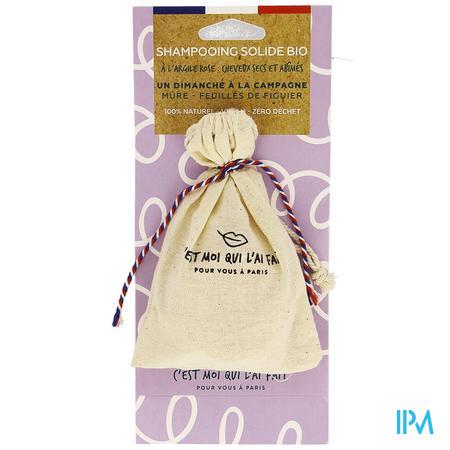 SHAMPOOING SOLIDE BIO
À L'ARGILE ROSE . CHEVEUX SECS ET ABÎMÉS
UN DIMANCHE À LA CAMPAGNE
MÛRE - FEUILLES DE FIGUIER
100% NATUREL - - ZÉRO DÉCHET
C'EST MOI QUI L'AI FAIT
POUR VOUS À PARIS
C'EST MOI QUI L'AI FAIT
POUR VOUS À PARIS
IPM